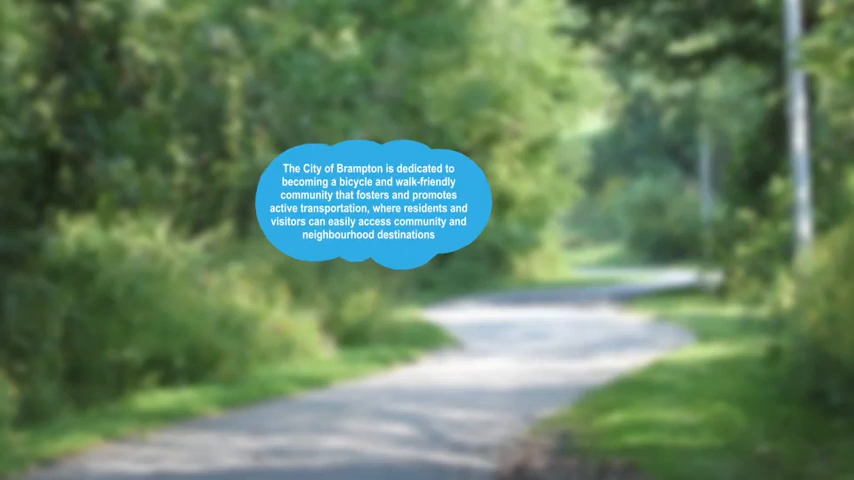 The City of Brampton is dedicated to
becoming a bicycle and walk-friendly
community that fosters and promotes
active transportation, where residents and
visitors can easily access community and
neighbourhood destinations